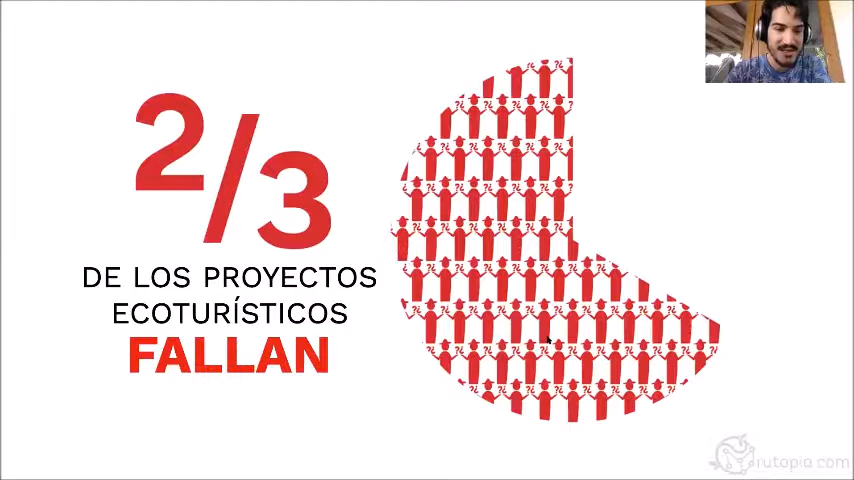 2/3
DE LOS PROYECTOS
ECOTURÍSTICOS
FALLAN
rutopia.com